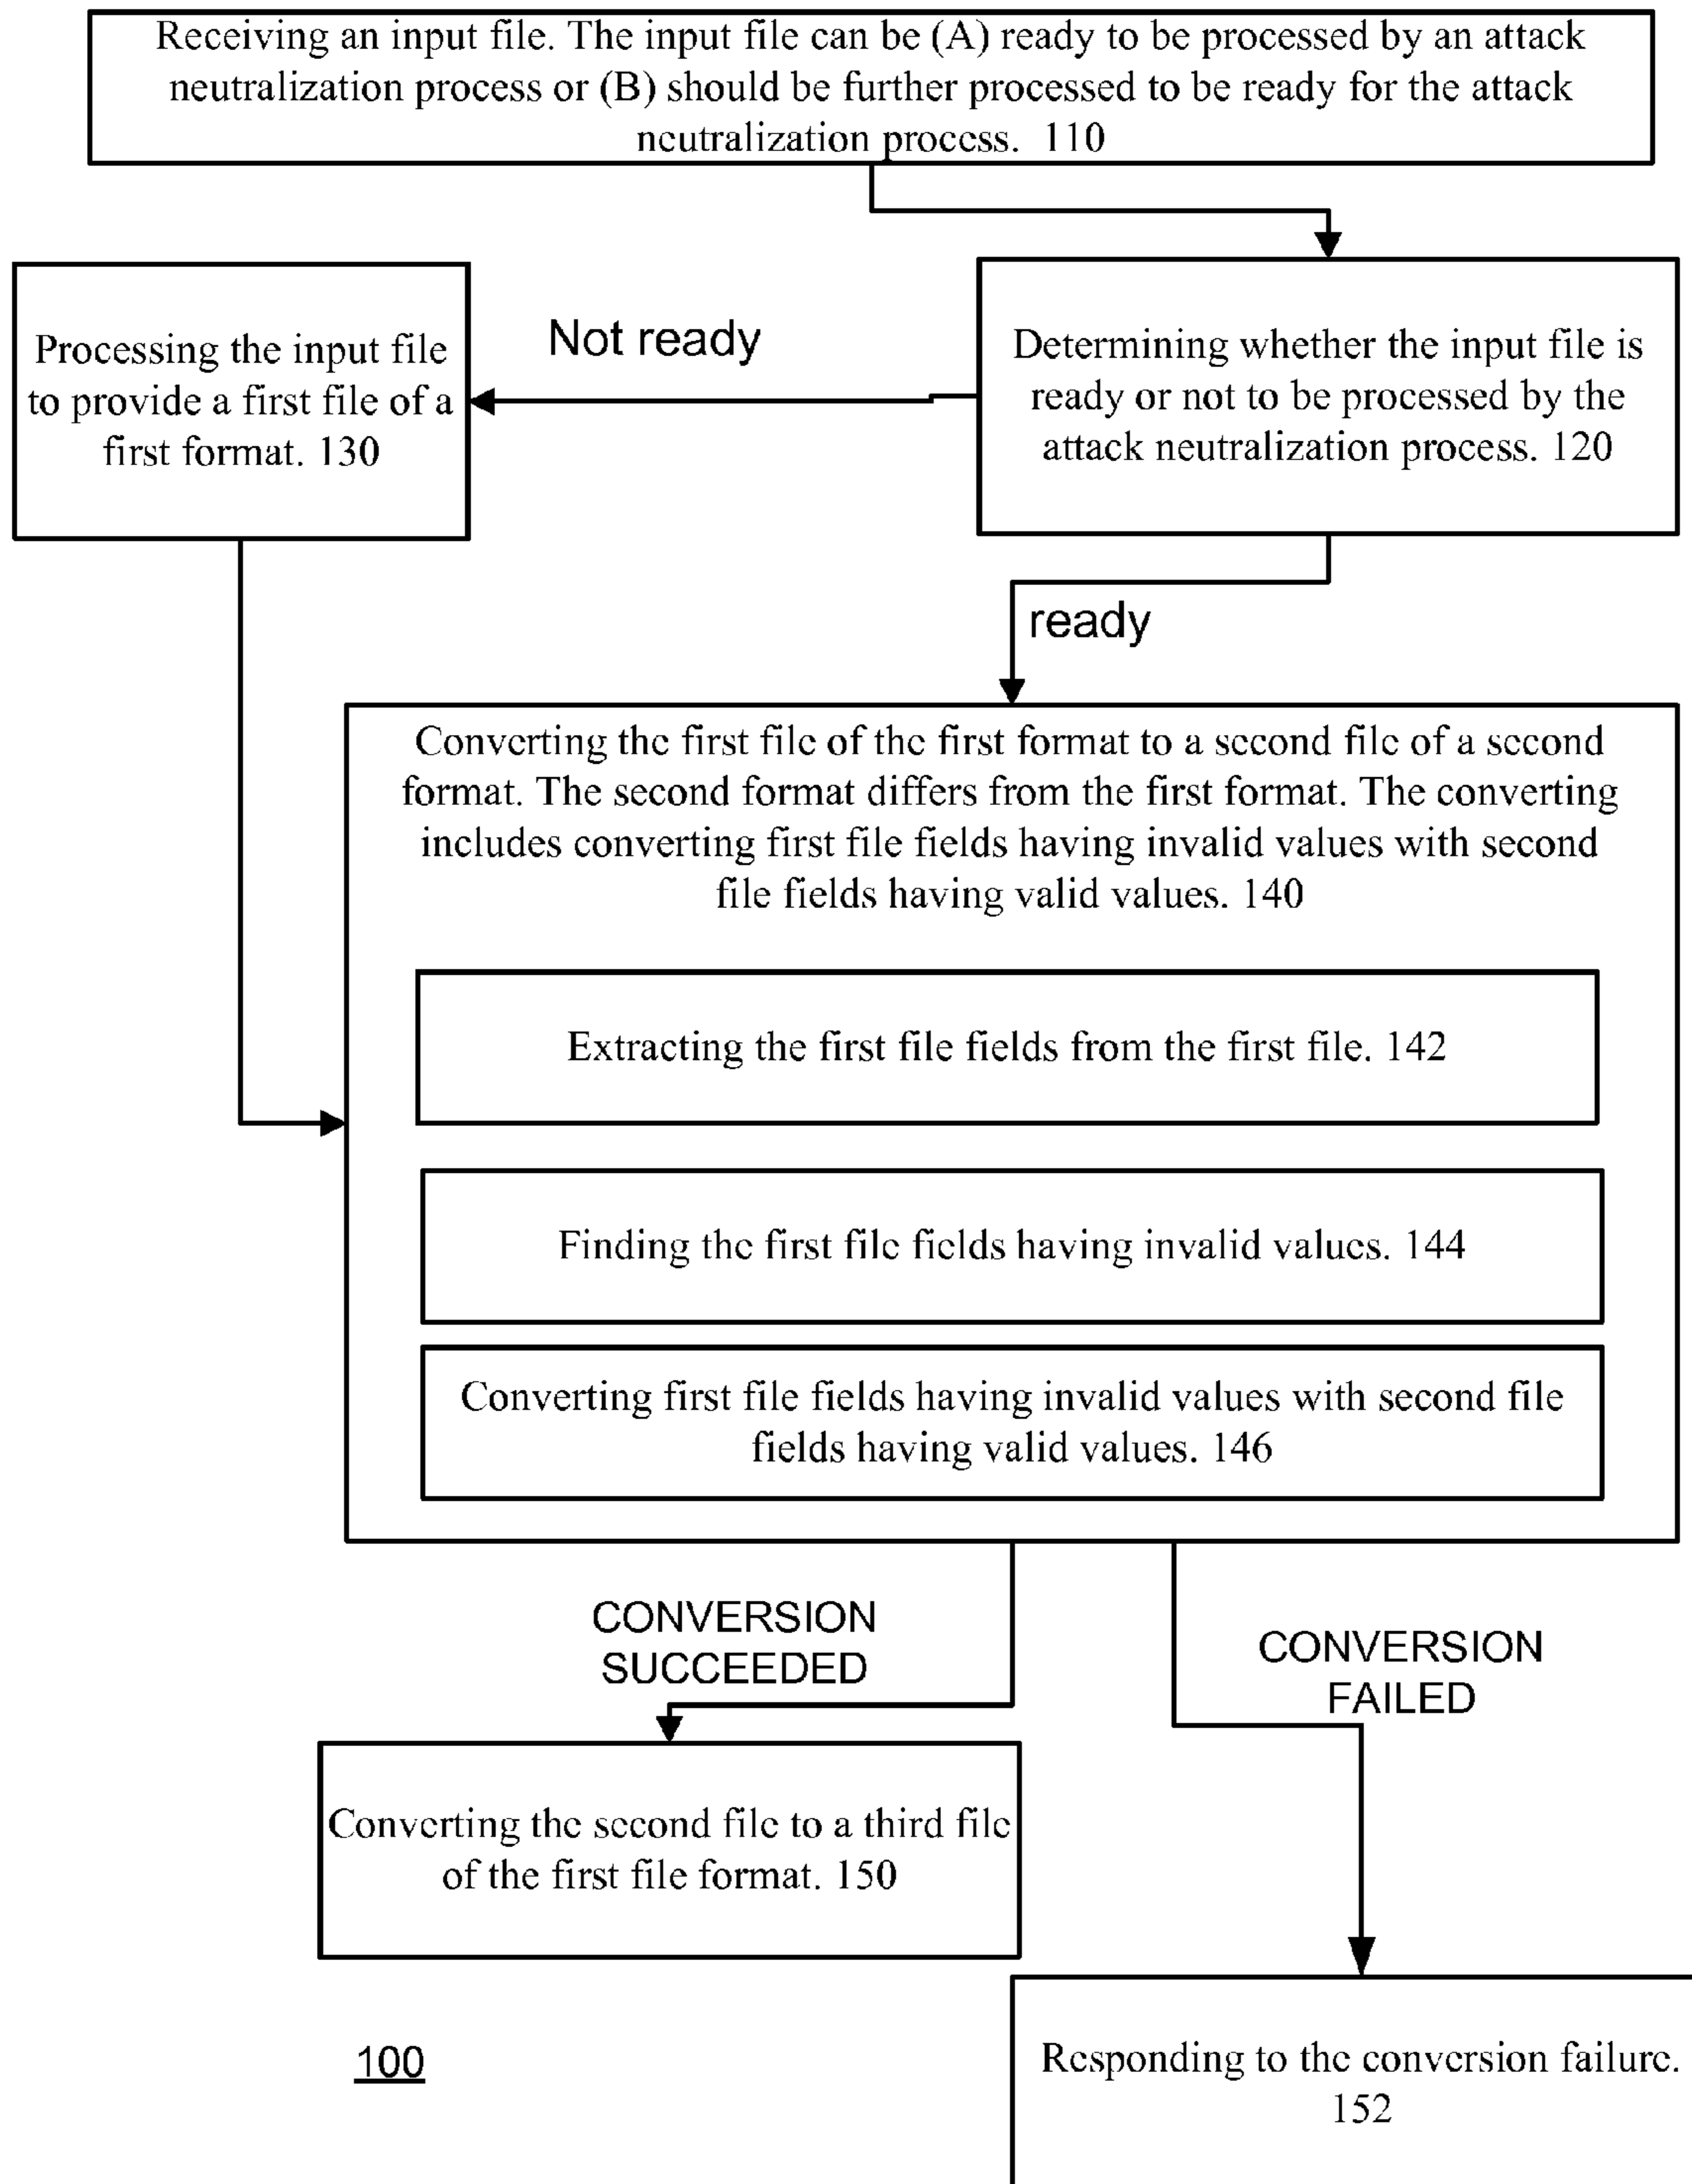 Receiving an input file. The input file can be (A) ready to be processed by an attack
neutralization process or (B) should be further processed to be ready for the attack
neutralization process. 110
Not ready
Processing the input file
to provide a first file of a
first format. 130
Determining whether the input file is
ready or not to be processed by the
attack neutralization process. 120
ready
Converting the first file of the first format to a second file of a second
format. The second format differs from the first format. The converting
includes converting first file fields having invalid values with second
file fields having valid values. 140
Extracting the first file fields from the first file. 142
Finding the first file fields having invalid values. 144
Converting first file fields having invalid values with second file
fields having valid values. 146
CONVERSION
SUCCEEDED
CONVERSION
FAILED
Converting the second file to a third file
of the first file format. 150
Responding to the conversion failure.
152
100